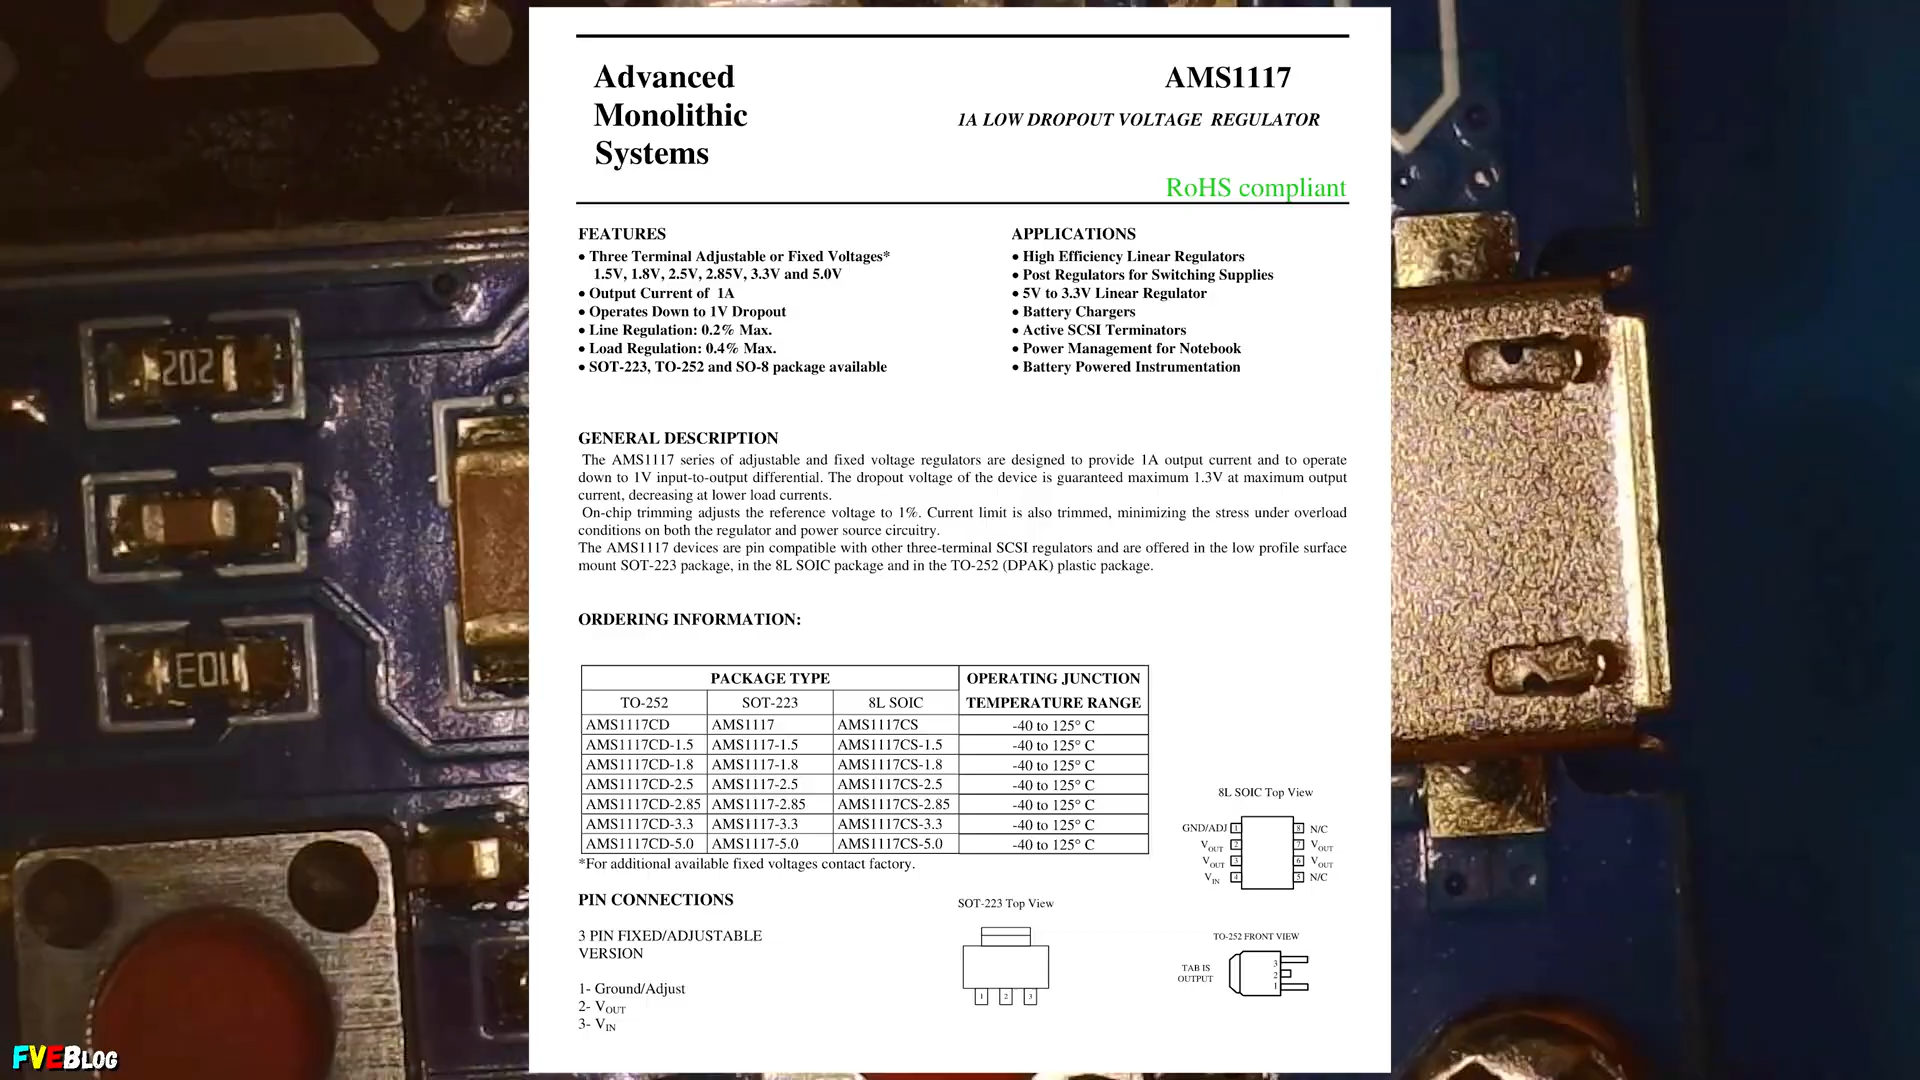 Advanced
Monolithic
Systems
AMS1117
1A LOW DROPOUT VOLTAGE REGULATOR
RoHS compliant
FEATURES
• Three Terminal Adjustable or Fixed Voltages*
1.5V, 1.8V, 2.5V, 2.85V, 3.3V and 5.0V
• Output Current of 1A
• Operates Down to 1V Dropout
• Line Regulation: 0.2% Max.
• Load Regulation: 0.4% Max.
• SOT-223, TO-252 and SO-8 package available
APPLICATIONS
• High Efficiency Linear Regulators
• Post Regulators for Switching Supplies
• 5V to 3.3V Linear Regulator
• Battery Chargers
• Active SCSI Terminators
• Power Management for Notebook
• Battery Powered Instrumentation
GENERAL DESCRIPTION
The AMS1117 series of adjustable and fixed voltage regulators are designed to provide 1A output current and to operate
down to 1V input-to-output differential. The dropout voltage of the device is guaranteed maximum 1.3V at maximum output
current, decreasing at lower load currents.
On-chip trimming adjusts the reference voltage to 1%. Current limit is also trimmed, minimizing the stress under overload
conditions on both the regulator and power source circuitry.
The AMS1117 devices are pin compatible with other three-terminal SCSI regulators and are offered in the low profile surface
mount SOT-223 package, in the 8L SOIC package and in the TO-252 (DPAK) plastic package.
ORDERING INFORMATION:
PACKAGE TYPE OPERATING JUNCTION
TO-252 SOT-223 8L SOIC TEMPERATURE RANGE
AMS1117CD AMS1117 AMS1117CS -40 to 125° C
AMS1117CD-1.5 AMS1117-1.5 AMS1117CS-1.5 -40 to 125° C
AMS1117CD-1.8 AMS1117-1.8 AMS1117CS-1.8 -40 to 125° C
AMS1117CD-2.5 AMS1117-2.5 AMS1117CS-2.5 -40 to 125° C
AMS1117CD-2.85 AMS1117-2.85 AMS1117CS-2.85 -40 to 125° C
AMS1117CD-3.3 AMS1117-3.3 AMS1117CS-3.3 -40 to 125° C
AMS1117CD-5.0 AMS1117-5.0 AMS1117CS-5.0 -40 to 125° C
*For additional available fixed voltages contact factory.
PIN CONNECTIONS
3 PIN FIXED/ADJUSTABLE
VERSION
1- Ground/Adjust
2- VOUT
3- VIN
SOT-223 Top View
1 2 3
8L SOIC Top View
GND/ADJ 1 8 N/C
VOUT 2 7 VOUT
VOUT 3 6 VOUT
VIN 4 5 N/C
TO-252 FRONT VIEW
TAB IS
OUTPUT
3
2
1
202
103
FVEBLOG